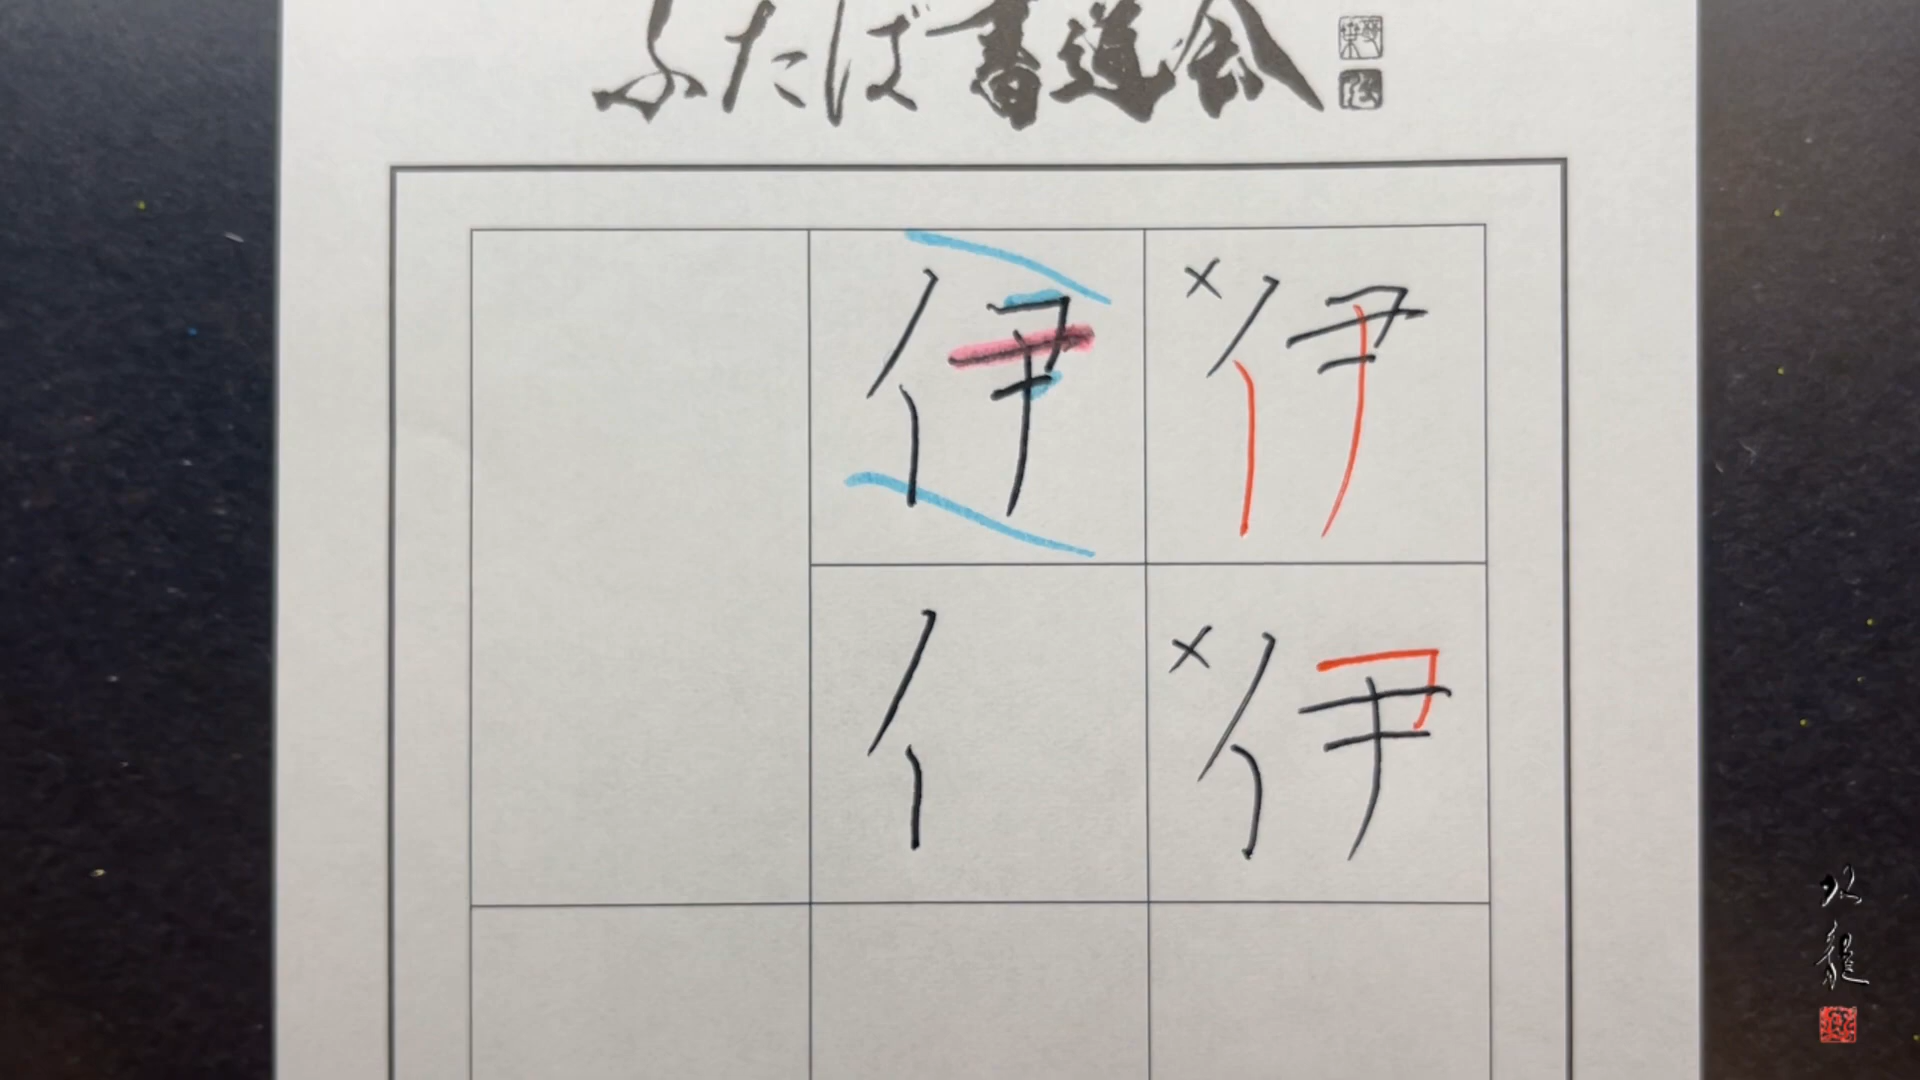 ふたば書道会
伊 × 伊
亻 × 伊